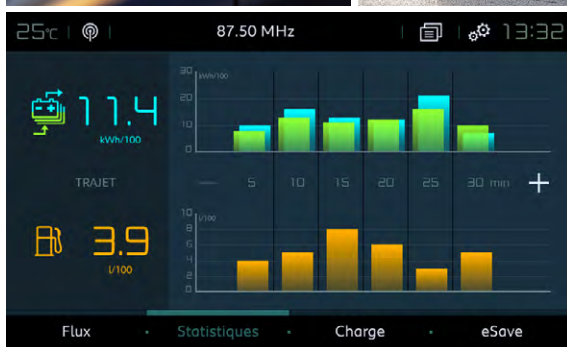 25°C 87.50 MHz 13:32
11.4
kWh/100
TRAJET
3.9
l/100
30 kWh/100
20
10
0
5 10 15 20 25 30 min +
10 l/100
8
6
4
2
0
Flux • Statistiques • Charge • eSave